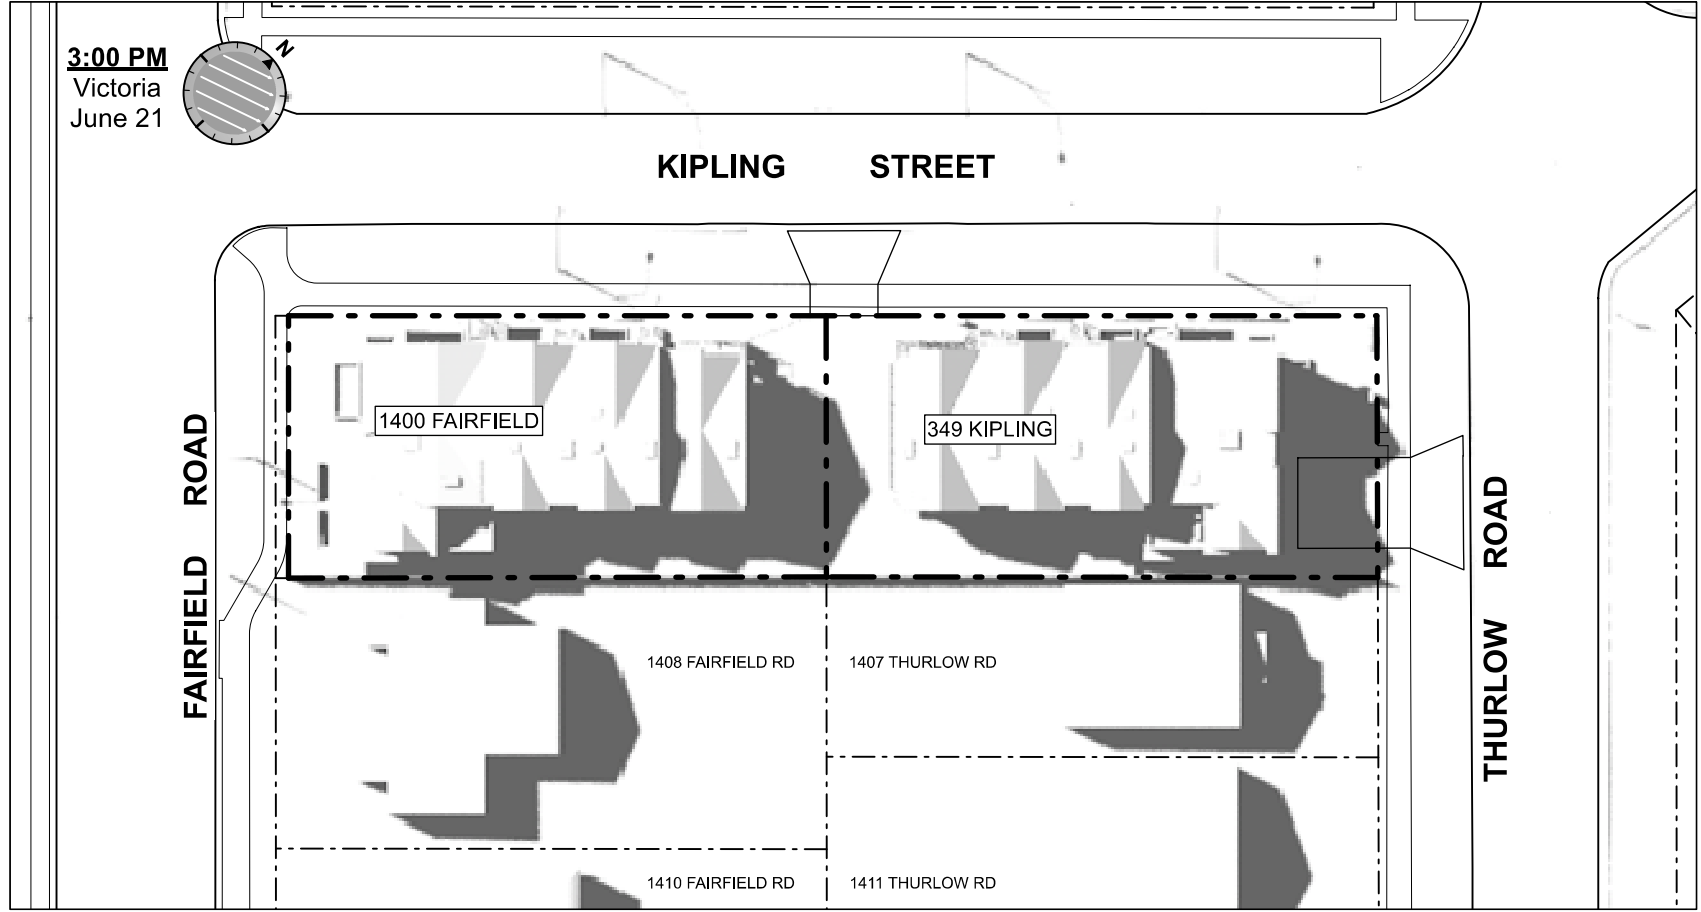 3:00 PM
Victoria
June 21
N
KIPLING STREET
1400 FAIRFIELD
349 KIPLING
FAIRFIELD ROAD
THURLOW ROAD
1408 FAIRFIELD RD
1407 THURLOW RD
1410 FAIRFIELD RD
1411 THURLOW RD